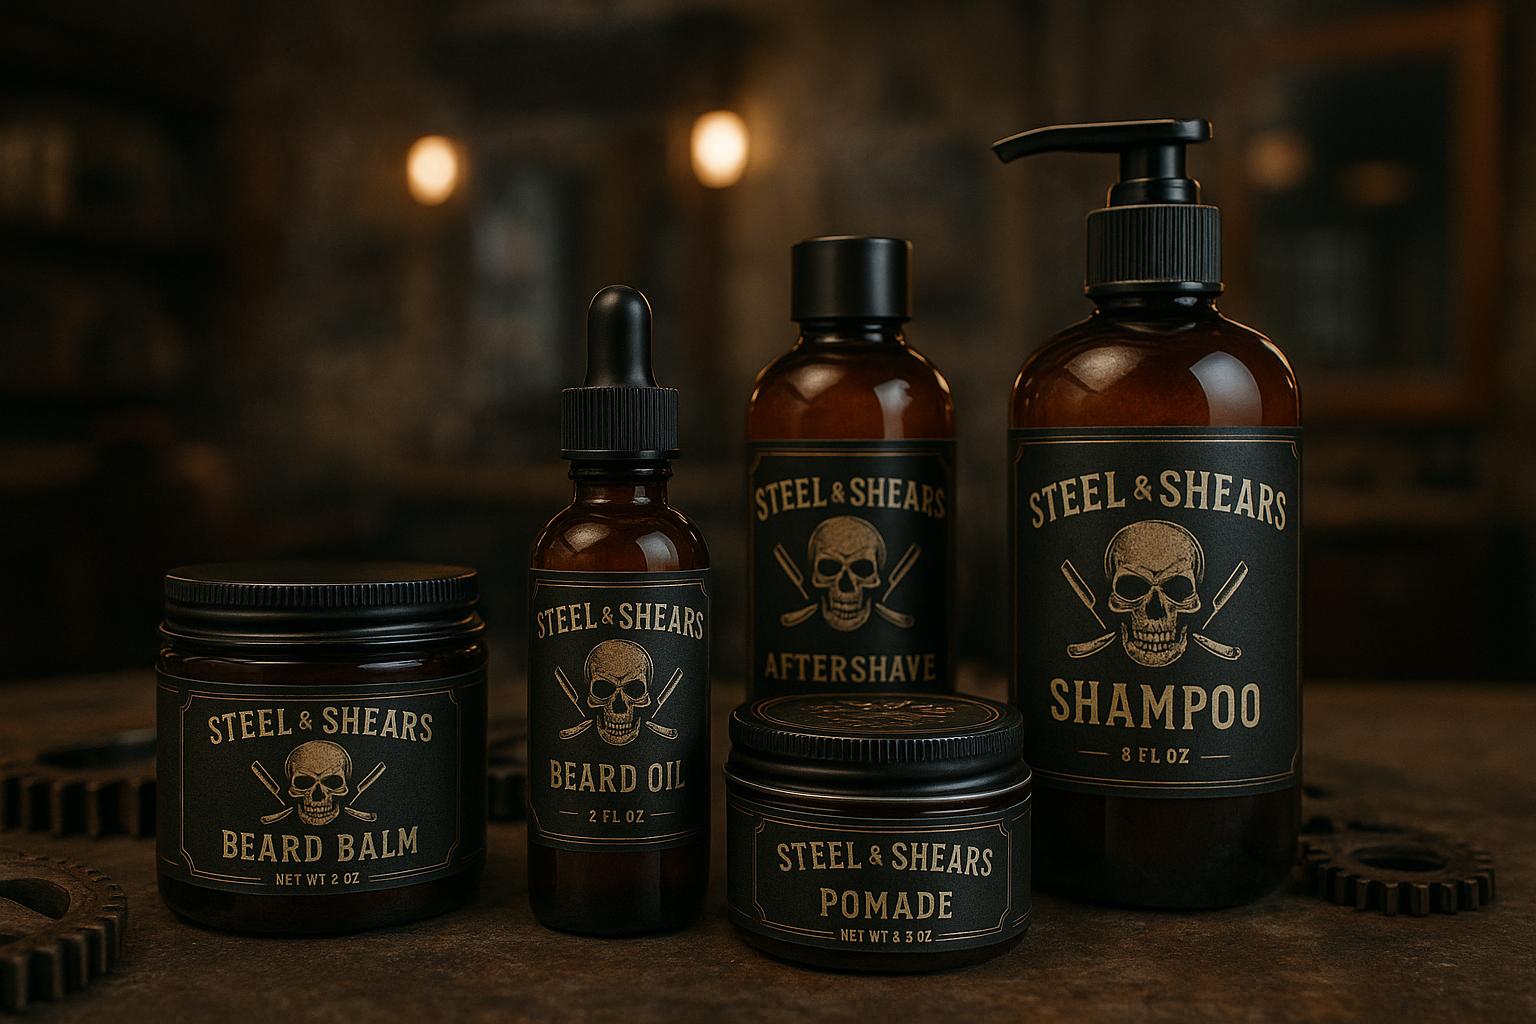 STEEL & SHEARS
BEARD BALM
NET WT 2 OZ
STEEL & SHEARS
BEARD OIL
2 FL OZ
STEEL & SHEARS
AFTERSHAVE
STEEL & SHEARS
POMADE
NET WT & 3 OZ
STEEL & SHEARS
SHAMPOO
8 FL OZ